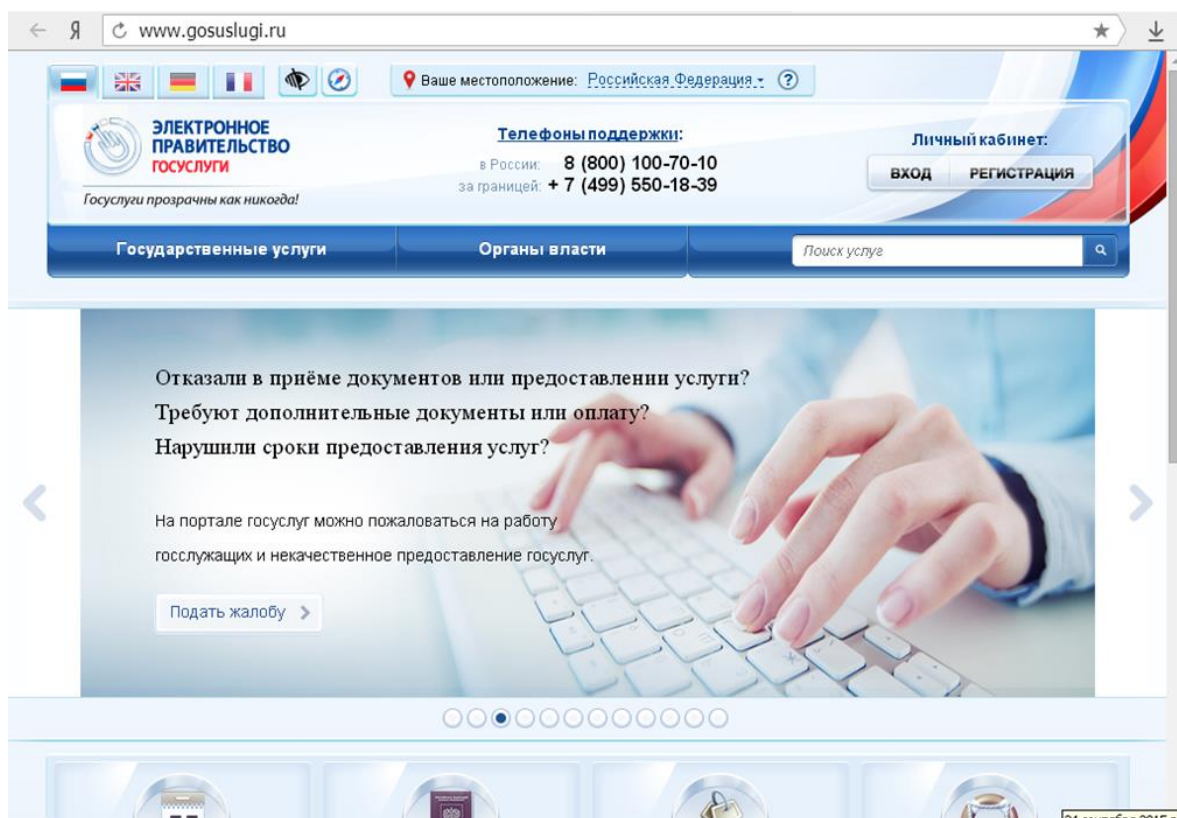 Я www.gosuslugi.ru
Ваше местоположение: Российская Федерация ?
ЭЛЕКТРОННОЕ
ПРАВИТЕЛЬСТВО
ГОСУСЛУГИ
Госуслуги прозрачны как никогда!
Телефоны поддержки:
в России: 8 (800) 100-70-10
за границей: + 7 (499) 550-18-39
Личный кабинет:
ВХОД РЕГИСТРАЦИЯ
Государственные услуги Органы власти Поиск услуг
Отказали в приёме документов или предоставлении услуги?
Требуют дополнительные документы или оплату?
Нарушили сроки предоставления услуг?
На портале госуслуг можно пожаловаться на работу
госслужащих и некачественное предоставление госуслуг.
Подать жалобу